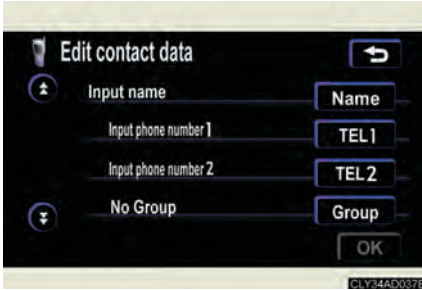 Edit contact data
Input name Name
Input phone number 1 TEL1
Input phone number 2 TEL2
No Group Group
OK
CLY34AD037B